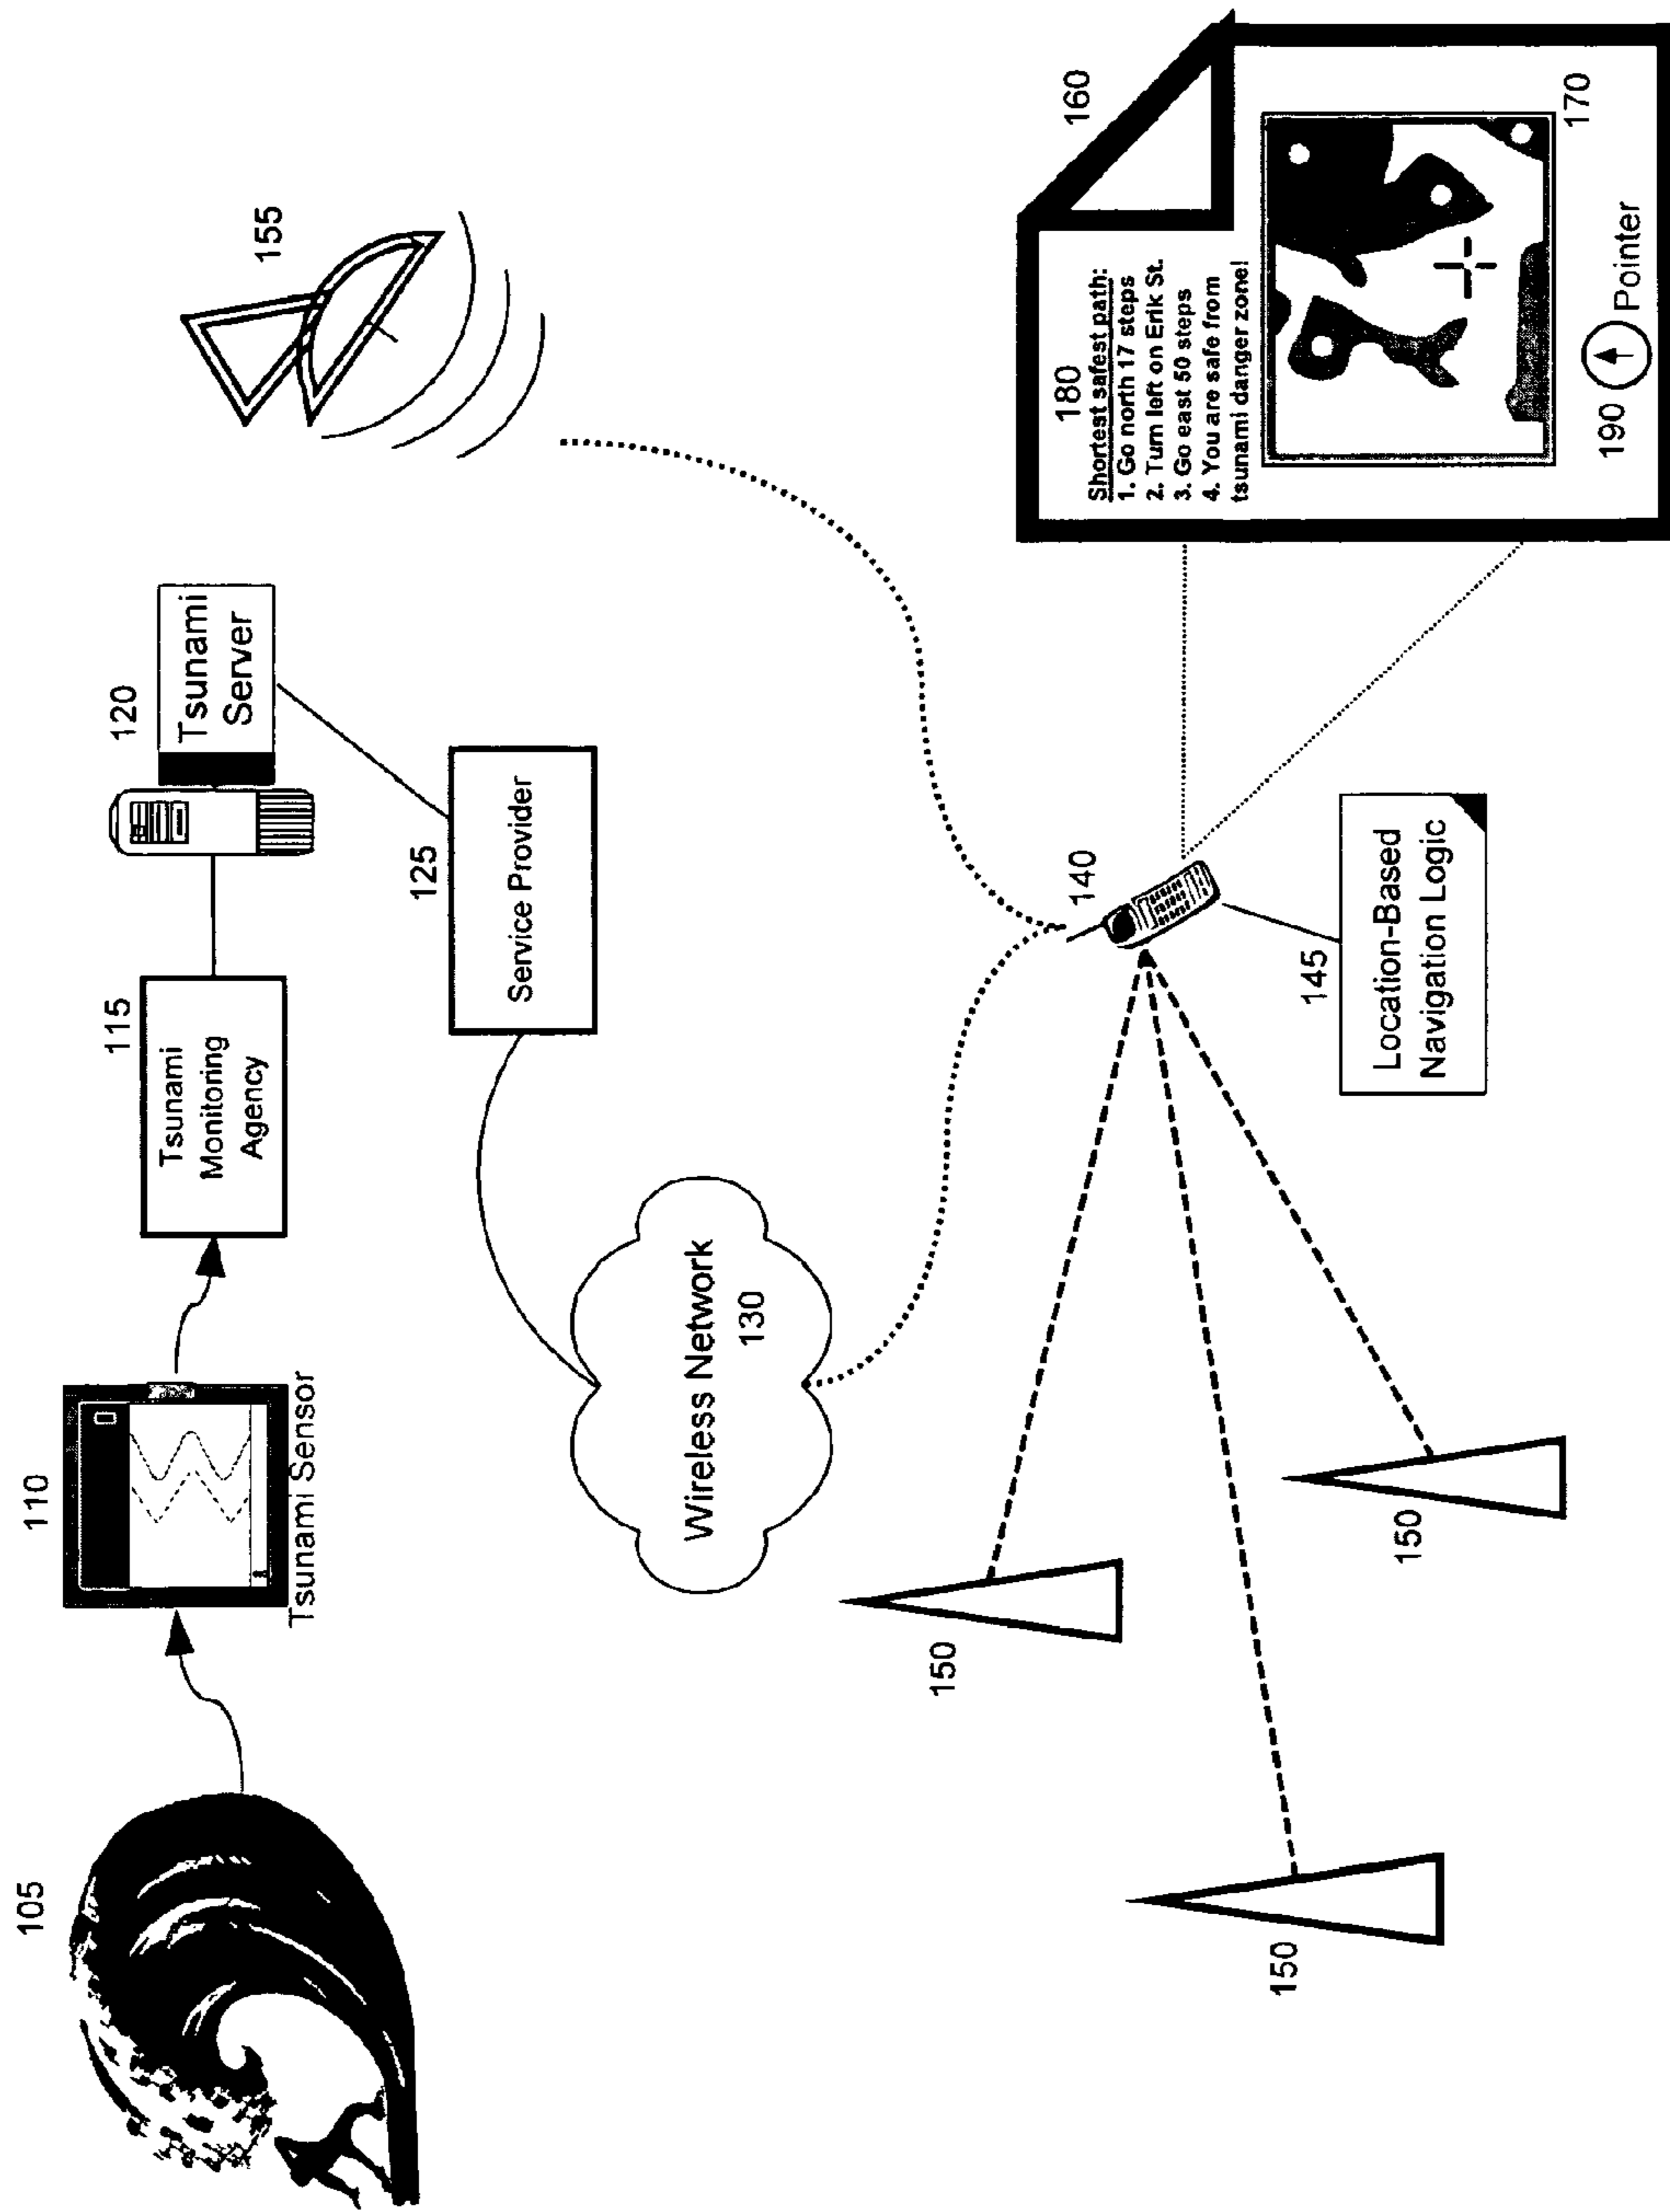 105
110
Tsunami Sensor
115
Tsunami
Monitoring
Agency
120
Tsunami
Server
155
125
Service Provider
Wireless Network
130
150
150
150
140
145
Location-Based
Navigation Logic
160
180
Shortest safest path:
1. Go north 17 steps
2. Turn left on Erik St.
3. Go east 50 steps
4. You are safe from
tsunami danger zone!
170
190 Pointer